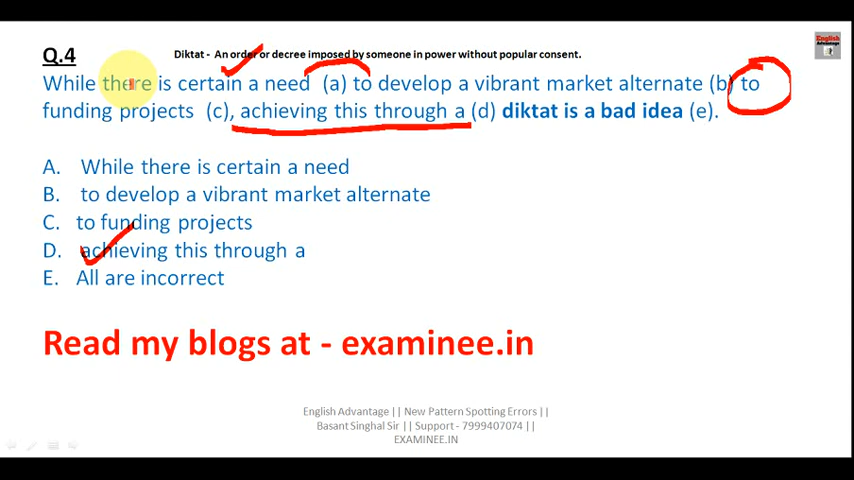 Q.4
Diktat - An order or decree imposed by someone in power without popular consent.
English
Advantage
While there is certain a need (a) to develop a vibrant market alternate (b) to
funding projects (c), achieving this through a (d) diktat is a bad idea (e).
A. While there is certain a need
B. to develop a vibrant market alternate
C. to funding projects
D. achieving this through a
E. All are incorrect
Read my blogs at - examinee.in
English Advantage || New Pattern Spotting Errors ||
Basant Singhal Sir || Support - 7999407074 ||
EXAMINEE.IN